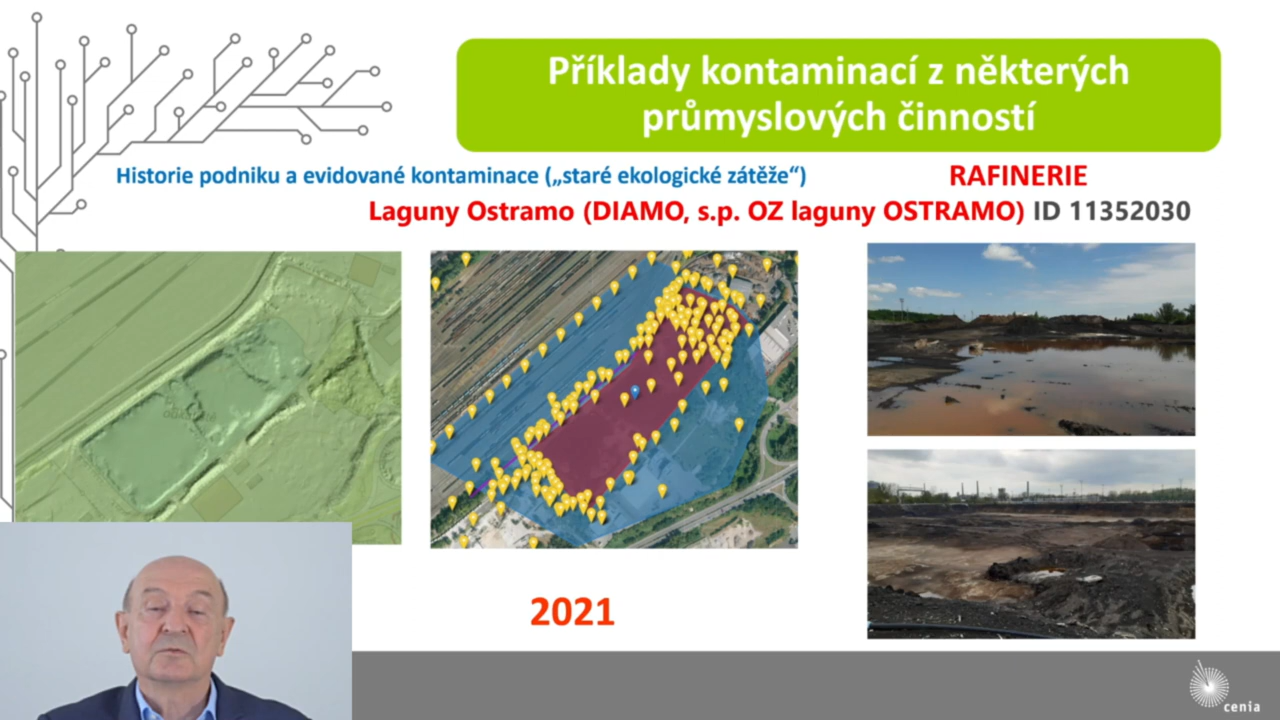 Příklady kontaminací z některých
průmyslových činností
Historie podniku a evidované kontaminace („staré ekologické zátěže“)
RAFINERIE
Laguny Ostramo (DIAMO, s.p. OZ laguny OSTRAMO) ID 11352030
2021
cenia